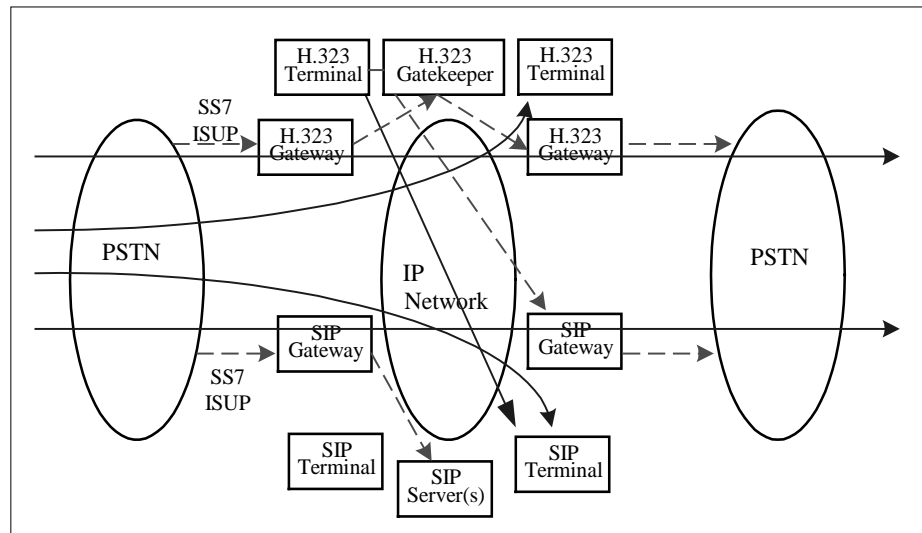 H.323
Terminal
H.323
Gatekeeper
H.323
Terminal
SS7
ISUP
H.323
Gateway
H.323
Gateway
PSTN
IP
Network
PSTN
SIP
Gateway
SIP
Gateway
SS7
ISUP
SIP
Terminal
SIP
Server(s)
SIP
Terminal